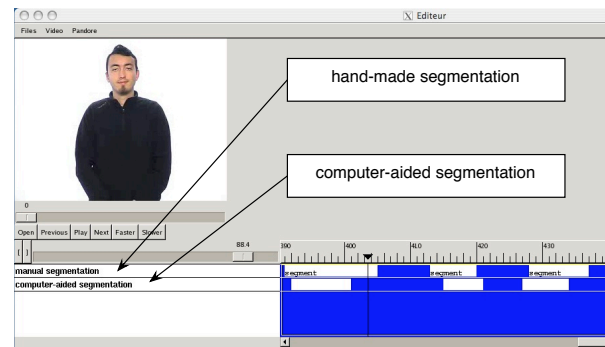 X Editeur
Files Video Pandore
hand-made segmentation
computer-aided segmentation
0
Open Previous Play Next Faster Slower
[ ] 88.4
390 400 410 420 430
manual segmentation
segment segment segment
computer-aided segmentation